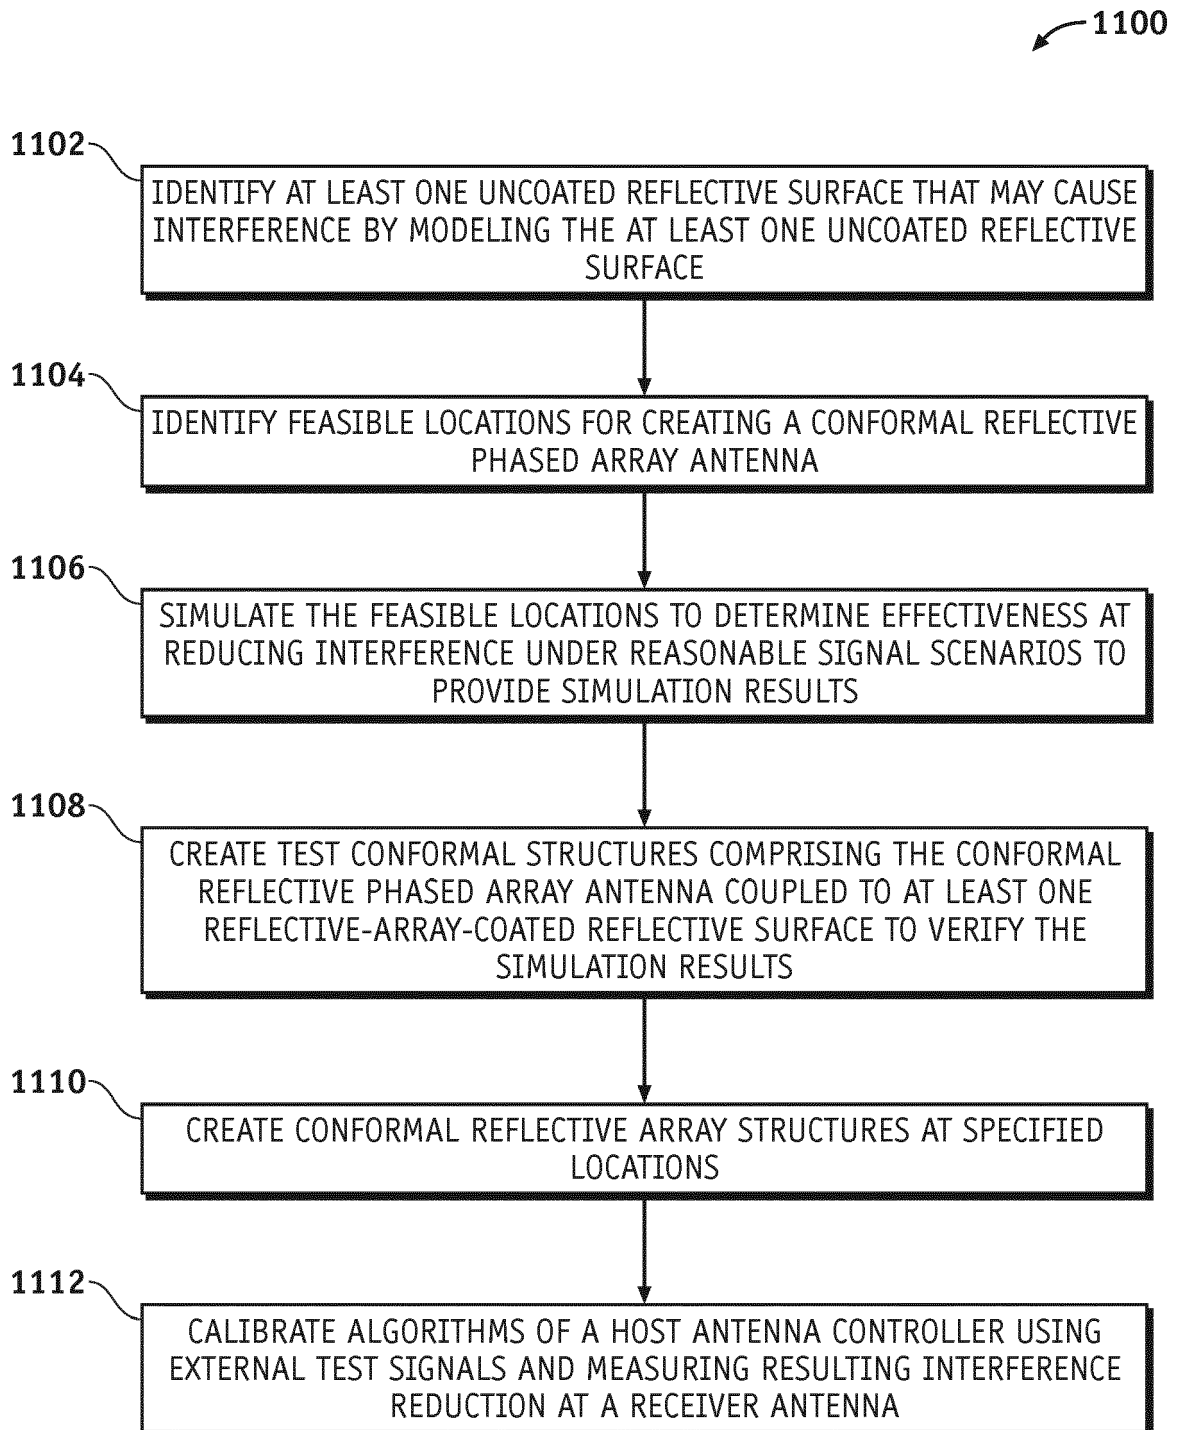 1100
1102
IDENTIFY AT LEAST ONE UNCOATED REFLECTIVE SURFACE THAT MAY CAUSE
INTERFERENCE BY MODELING THE AT LEAST ONE UNCOATED REFLECTIVE
SURFACE
1104
IDENTIFY FEASIBLE LOCATIONS FOR CREATING A CONFORMAL REFLECTIVE
PHASED ARRAY ANTENNA
1106
SIMULATE THE FEASIBLE LOCATIONS TO DETERMINE EFFECTIVENESS AT
REDUCING INTERFERENCE UNDER REASONABLE SIGNAL SCENARIOS TO
PROVIDE SIMULATION RESULTS
1108
CREATE TEST CONFORMAL STRUCTURES COMPRISING THE CONFORMAL
REFLECTIVE PHASED ARRAY ANTENNA COUPLED TO AT LEAST ONE
REFLECTIVE-ARRAY-COATED REFLECTIVE SURFACE TO VERIFY THE
SIMULATION RESULTS
1110
CREATE CONFORMAL REFLECTIVE ARRAY STRUCTURES AT SPECIFIED
LOCATIONS
1112
CALIBRATE ALGORITHMS OF A HOST ANTENNA CONTROLLER USING
EXTERNAL TEST SIGNALS AND MEASURING RESULTING INTERFERENCE
REDUCTION AT A RECEIVER ANTENNA